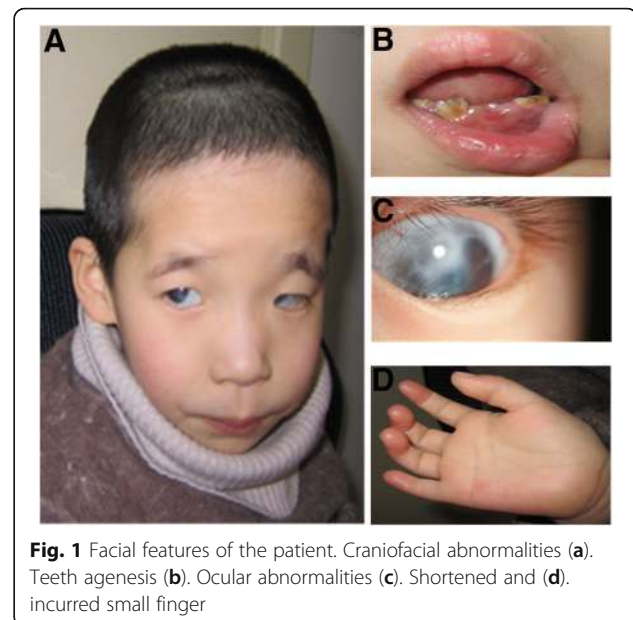 A
B
C
D
Fig. 1 Facial features of the patient. Craniofacial abnormalities (a).
Teeth agenesis (b). Ocular abnormalities (c). Shortened and (d).
incurred small finger